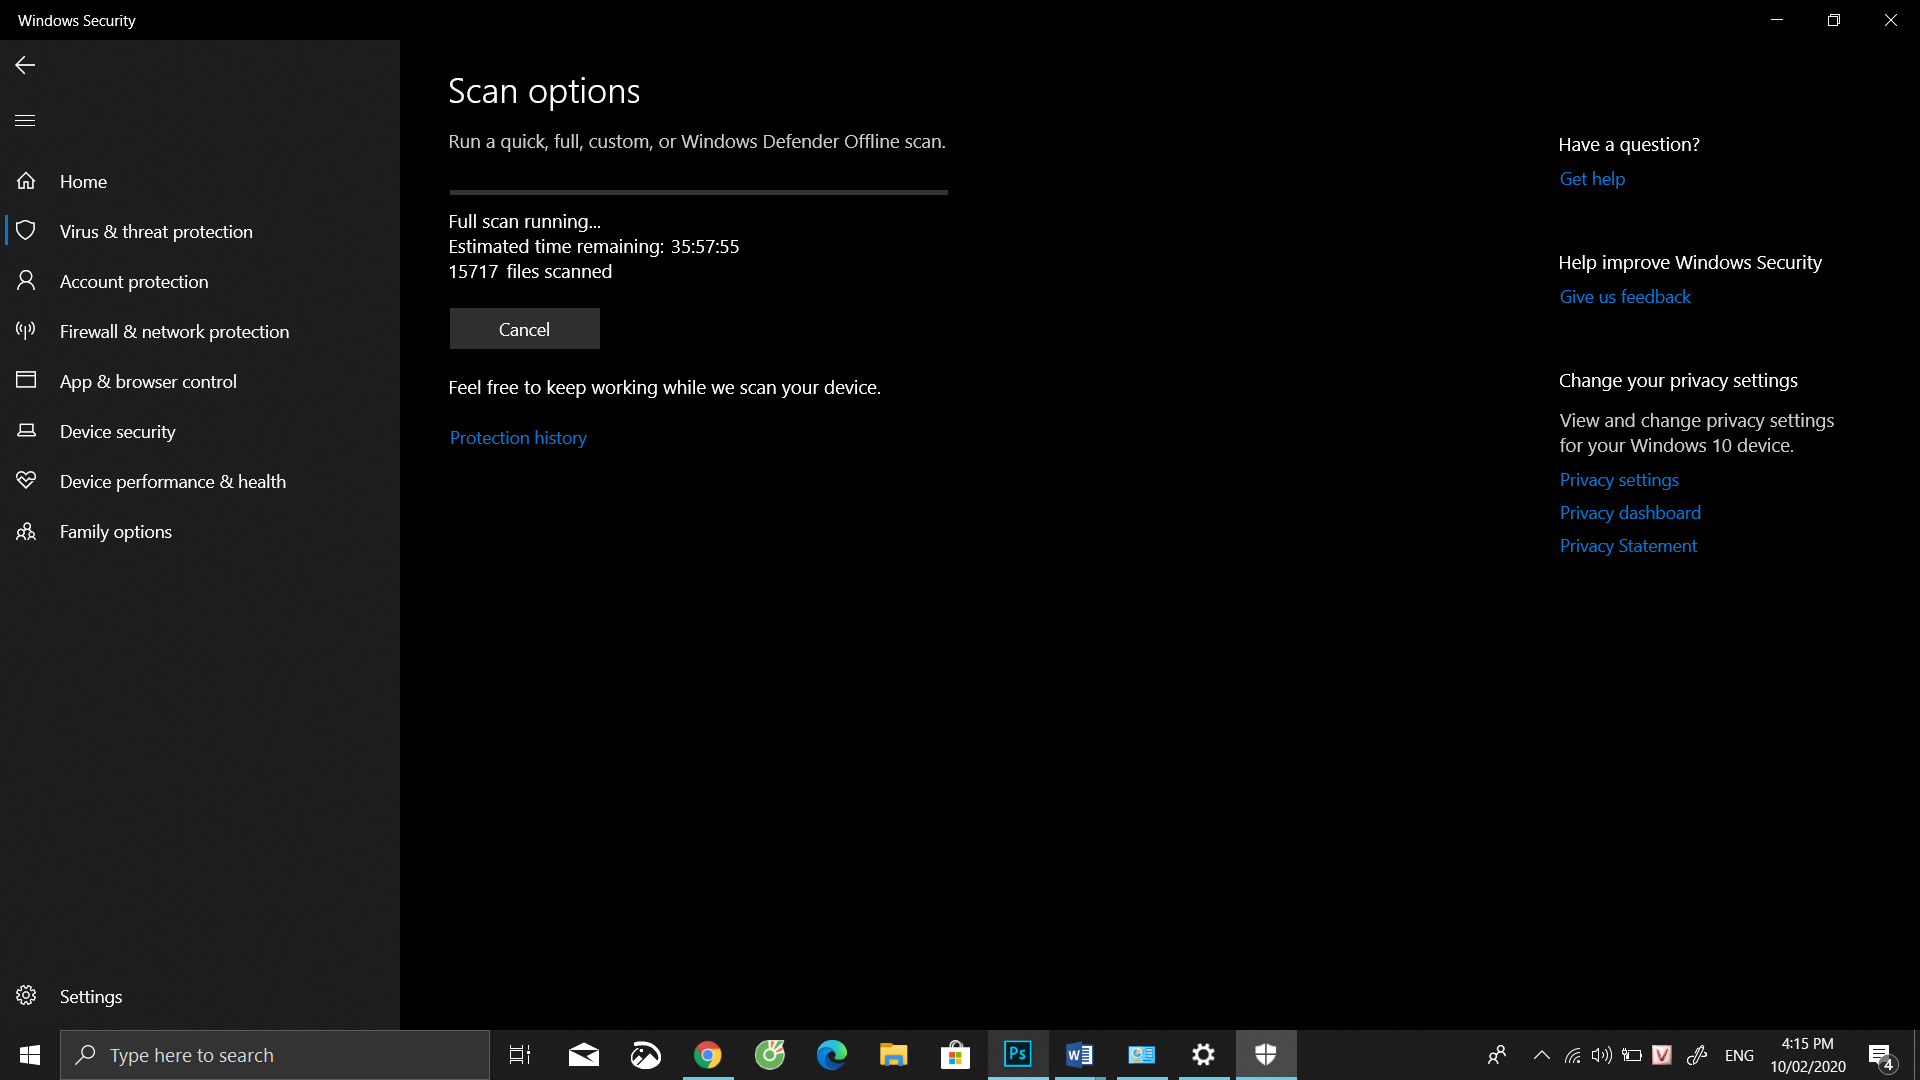 Windows Security
Home
Virus & threat protection
Account protection
Firewall & network protection
App & browser control
Device security
Device performance & health
Family options
Settings
Scan options
Run a quick, full, custom, or Windows Defender Offline scan.
Full scan running...
Estimated time remaining: 35:57:55
15717 files scanned
Cancel
Feel free to keep working while we scan your device.
Protection history
Have a question?
Get help
Help improve Windows Security
Give us feedback
Change your privacy settings
View and change privacy settings
for your Windows 10 device.
Privacy settings
Privacy dashboard
Privacy Statement
Type here to search
Ps
W
V
ENG
4:15 PM
10/02/2020
4